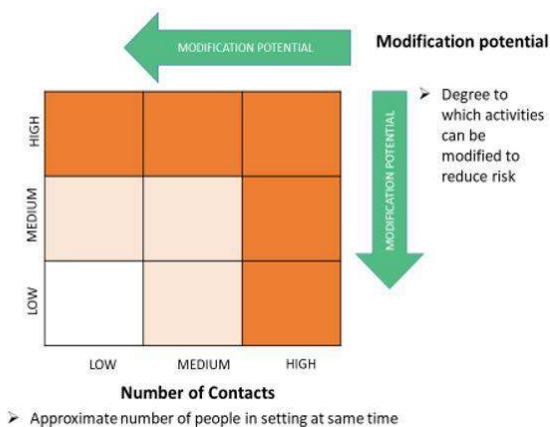 MODIFICATION POTENTIAL
Modification potential
➢ Degree to
which activities
can be
modified to
reduce risk
MODIFICATION POTENTIAL
HIGH
MEDIUM
LOW
LOW MEDIUM HIGH
Number of Contacts
➢ Approximate number of people in setting at same time